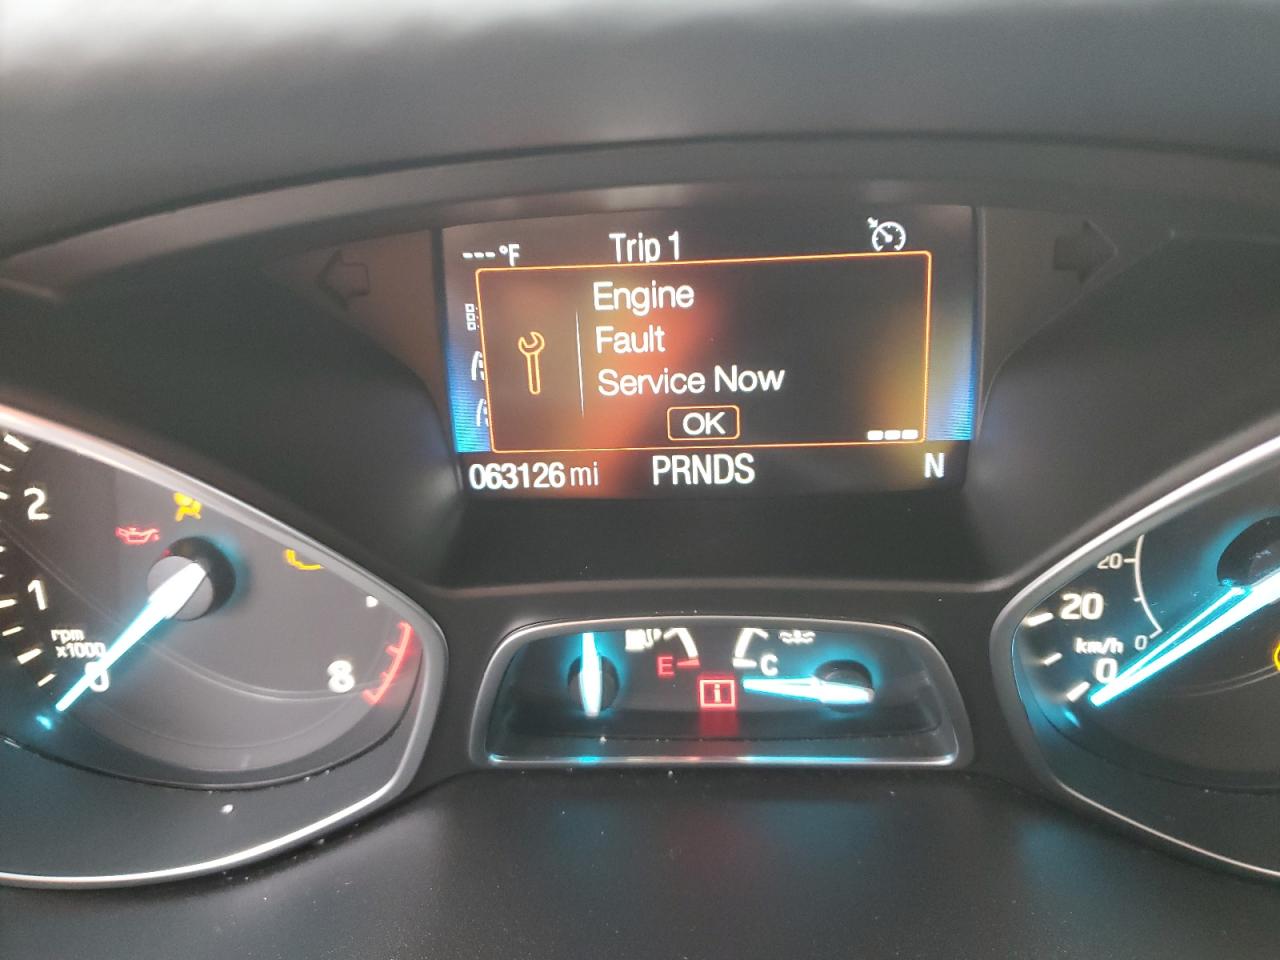 ---°F Trip 1
Engine
Fault
Service Now
OK
063126 mi PRNDS N
2
1
rpm
x1000
0
8
E
C
i
20
20
km/h 0
0